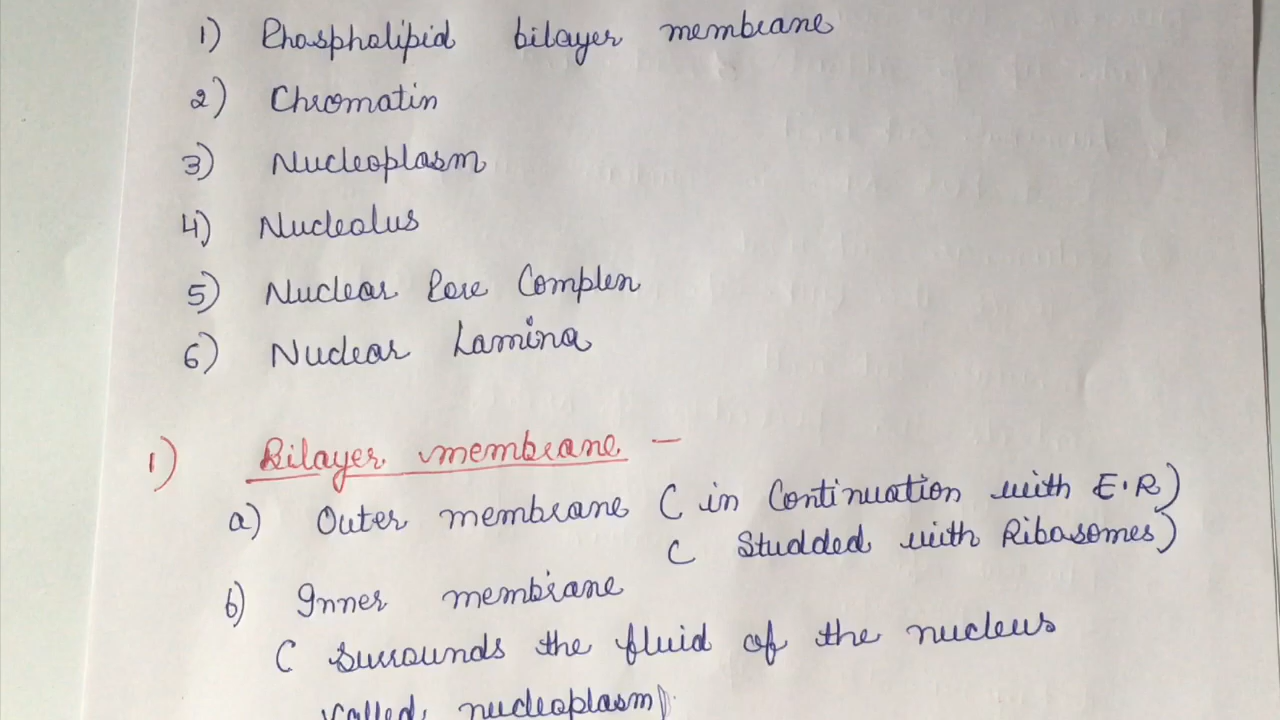 1) Phospholipid bilayer membrane
2) Chromatin
3) Nucleoplasm
4) Nucleolus
5) Nuclear Pore Complex
6) Nuclear Lamina
1) Bilayer membrane —
a) Outer membrane ( in Continuation with E.R)
( Studded with Ribosomes)
b) Inner membrane
( Surrounds the fluid of the nucleus
called, nucleoplasm).